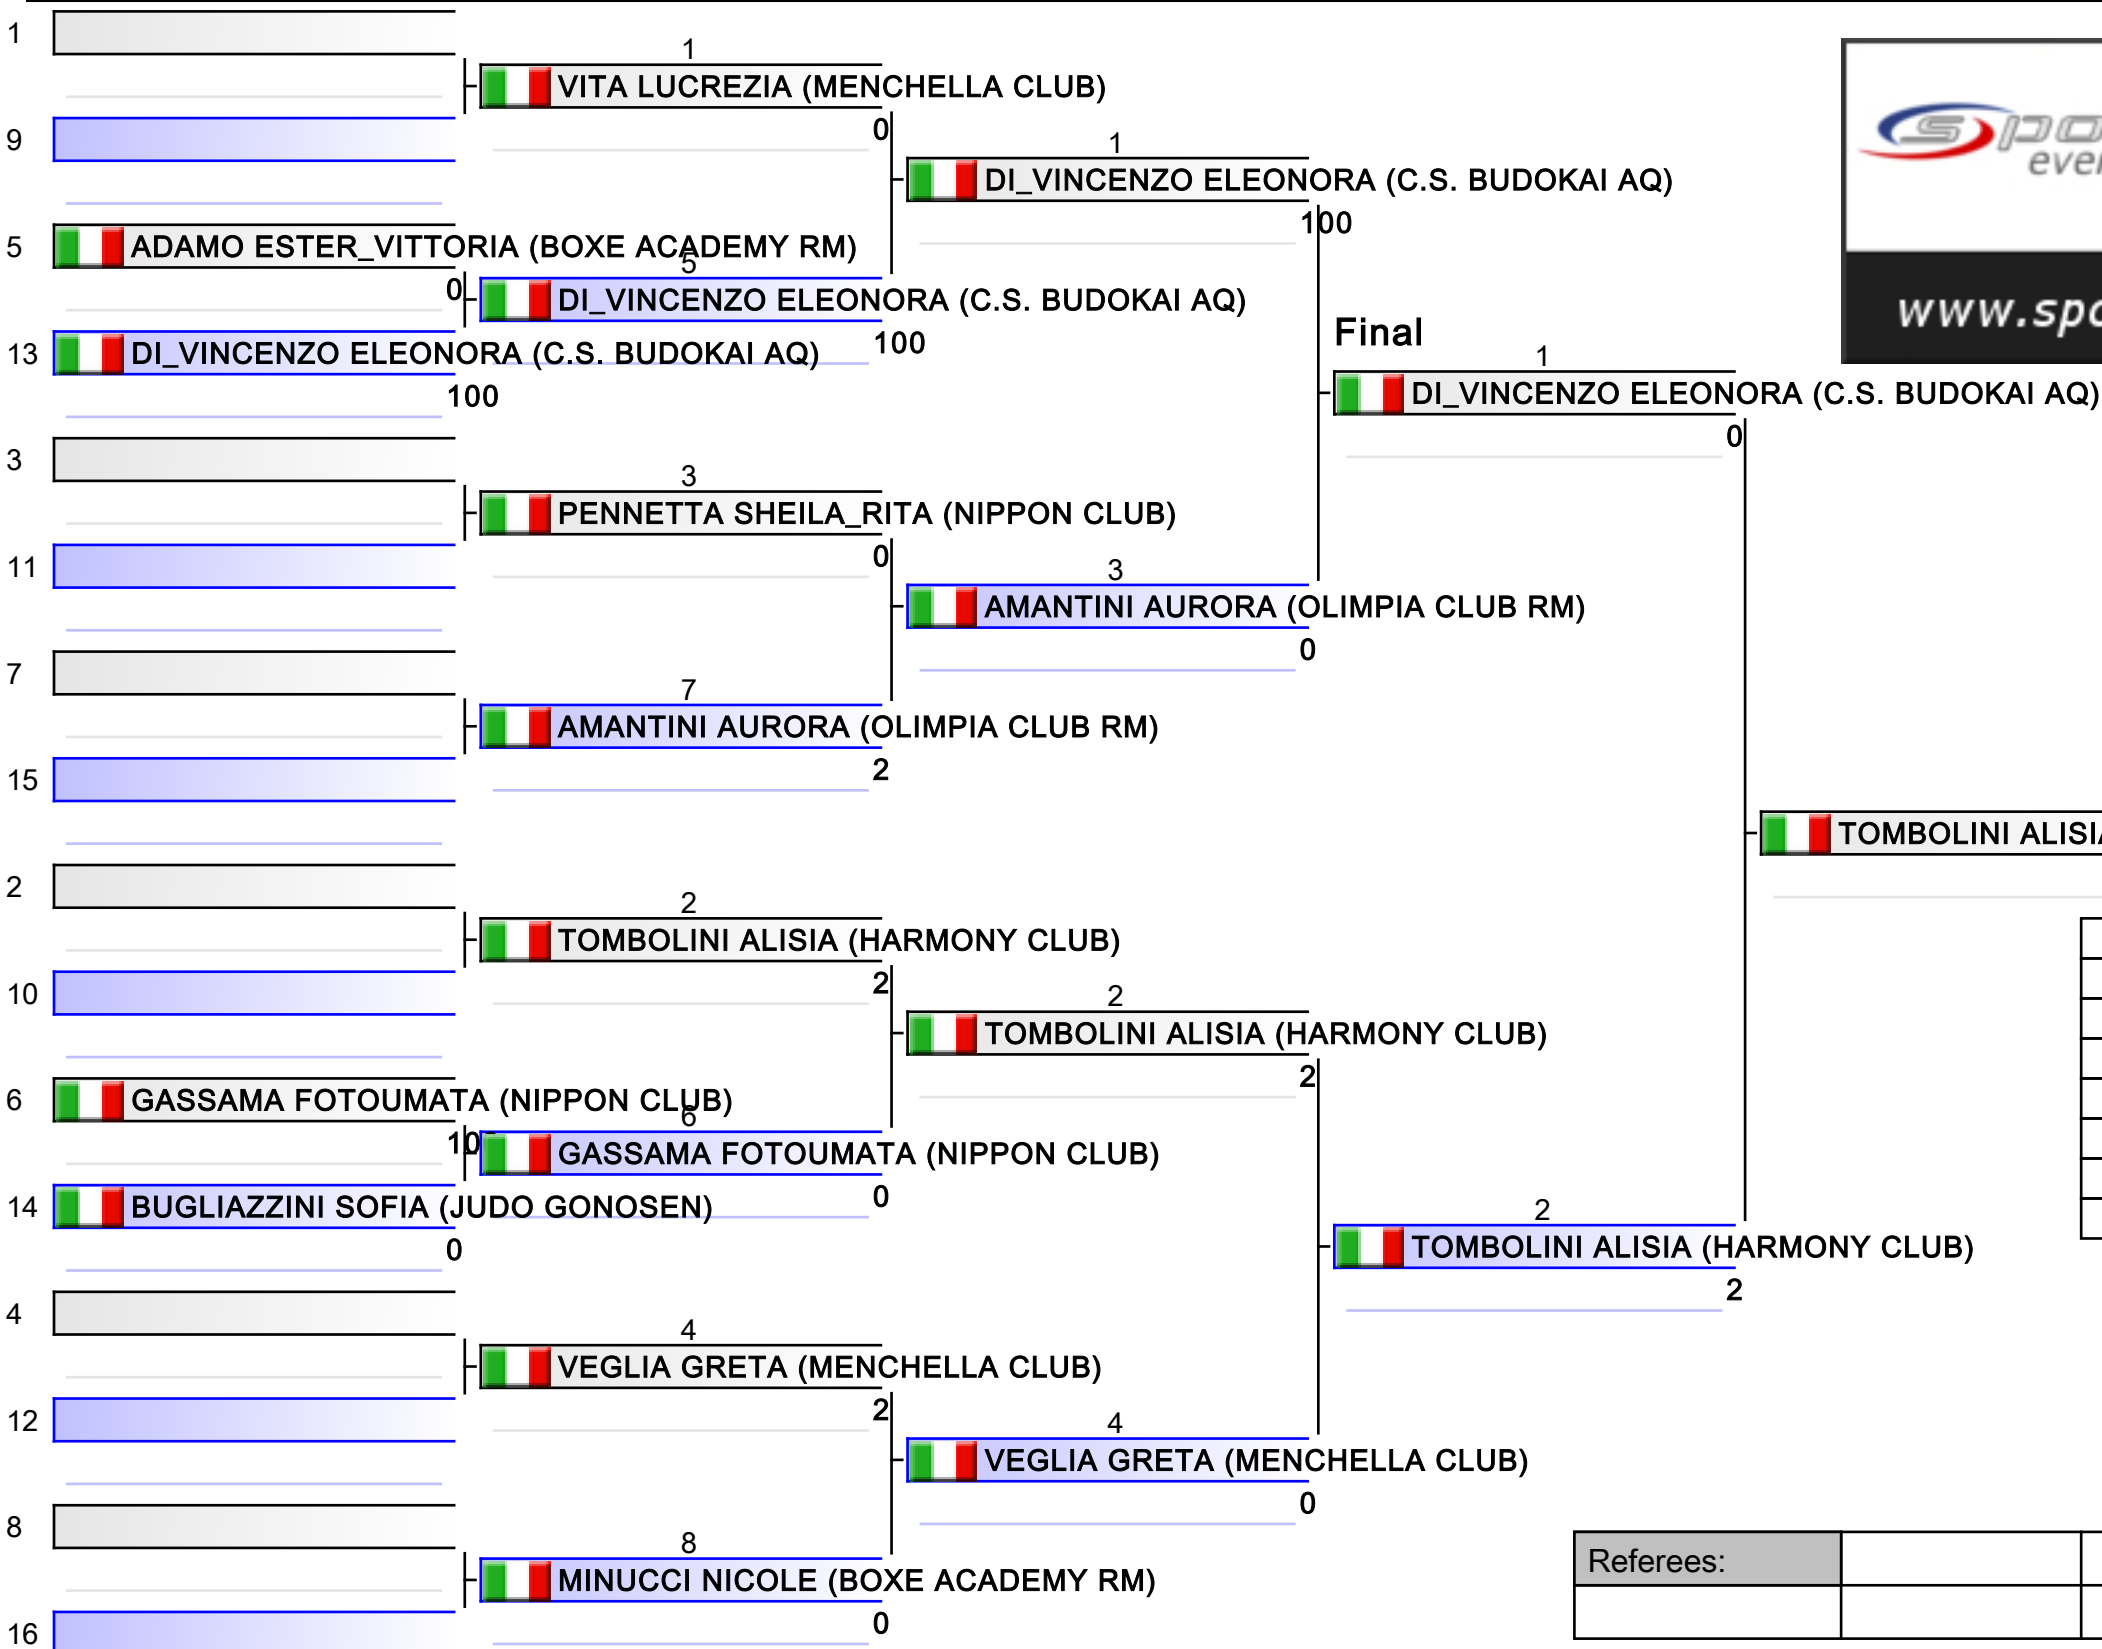 1
9
5 ADAMO ESTER_VITTORIA (BOXE ACADEMY RM)
0
13 DI_VINCENZO ELEONORA (C.S. BUDOKAI AQ)
100
3
11
7
15
2
10
6 GASSAMA FOTOUMATA (NIPPON CLUB)
14 BUGLIAZZINI SOFIA (JUDO GONOSEN)
0
4
12
8
16
1
VITA LUCREZIA (MENCHELLA CLUB)
0
5
DI_VINCENZO ELEONORA (C.S. BUDOKAI AQ)
100
3
PENNETTA SHEILA_RITA (NIPPON CLUB)
0
7
AMANTINI AURORA (OLIMPIA CLUB RM)
2
2
TOMBOLINI ALISIA (HARMONY CLUB)
2
6
GASSAMA FOTOUMATA (NIPPON CLUB)
0
4
VEGLIA GRETA (MENCHELLA CLUB)
2
8
MINUCCI NICOLE (BOXE ACADEMY RM)
0
1
DI_VINCENZO ELEONORA (C.S. BUDOKAI AQ)
100
3
AMANTINI AURORA (OLIMPIA CLUB RM)
0
2
TOMBOLINI ALISIA (HARMONY CLUB)
2
4
VEGLIA GRETA (MENCHELLA CLUB)
0
Final
1
DI_VINCENZO ELEONORA (C.S. BUDOKAI AQ)
0
2
TOMBOLINI ALISIA (HARMONY CLUB)
2
TOMBOLINI ALISIA
www.spo
Referees: